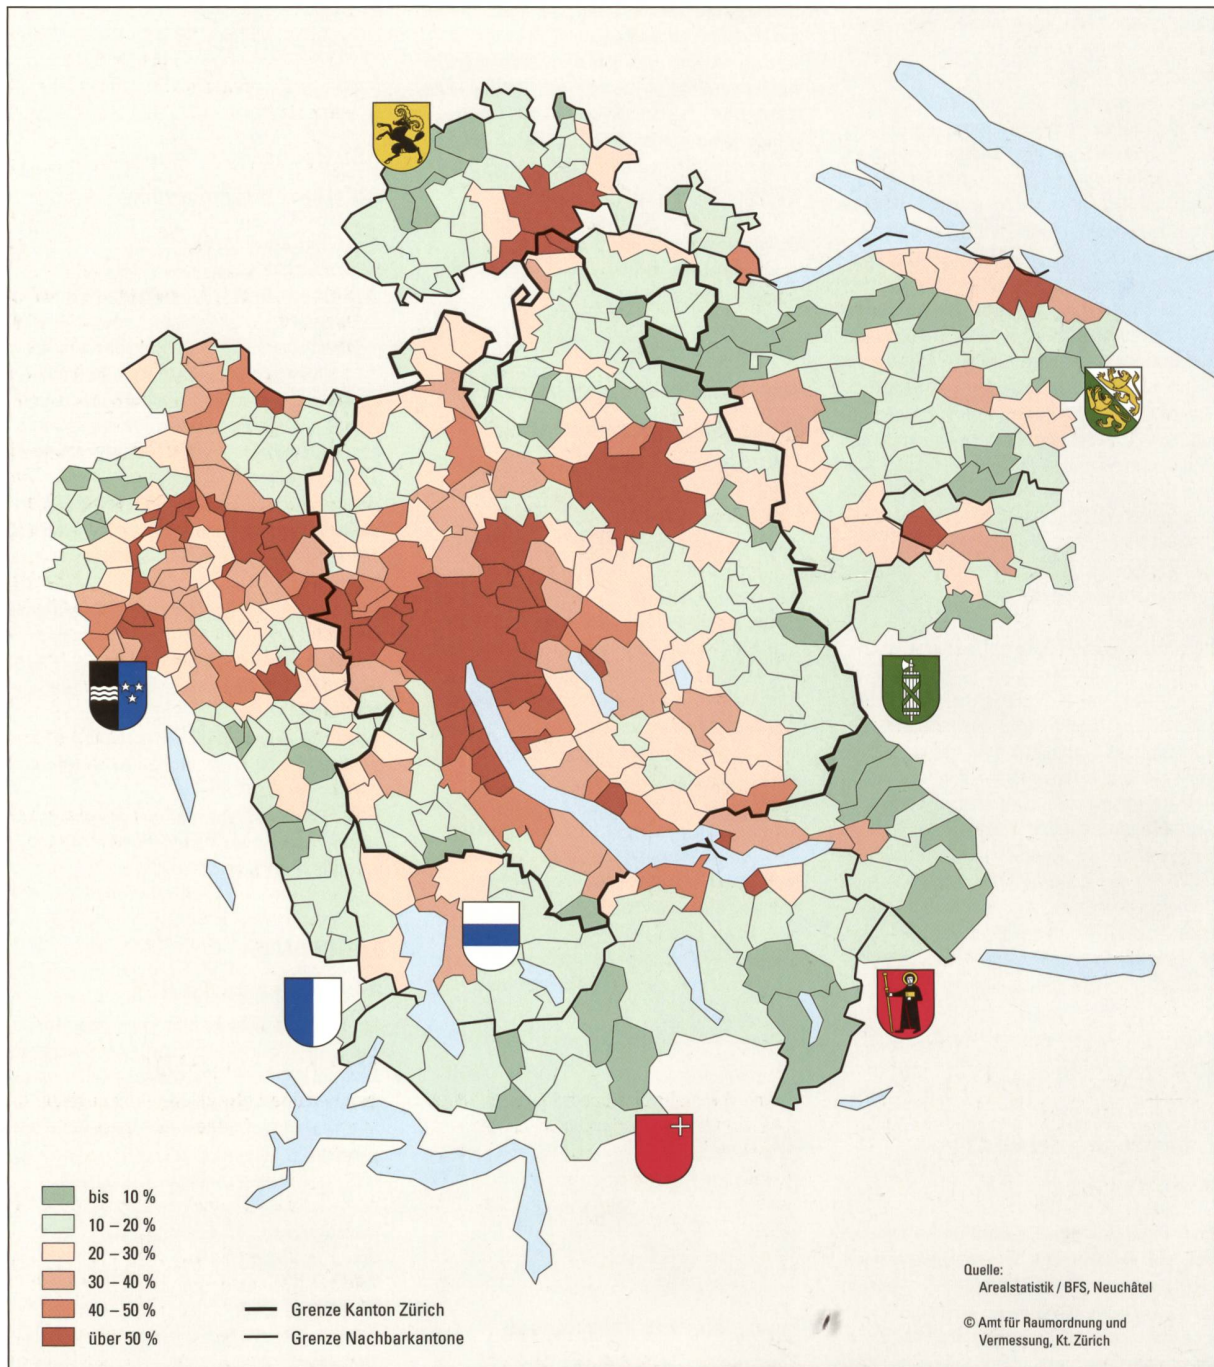 bis 10 %
10 – 20 %
20 – 30 %
30 – 40 %
40 – 50 %
über 50 %
Grenze Kanton Zürich
Grenze Nachbarkantone
Quelle:
Arealstatistik / BFS, Neuchâtel
© Amt für Raumordnung und
Vermessung, Kt. Zürich